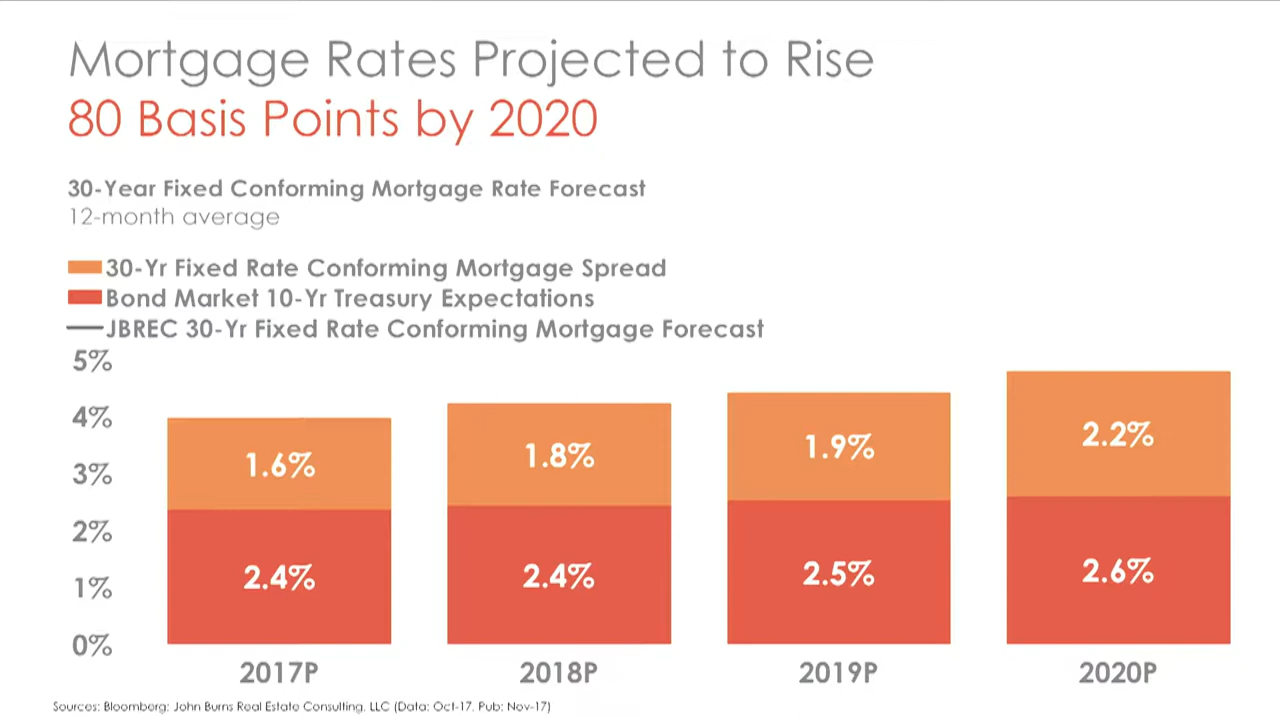 Mortgage Rates Projected to Rise
80 Basis Points by 2020
30-Year Fixed Conforming Mortgage Rate Forecast
12-month average
30-Yr Fixed Rate Conforming Mortgage Spread
Bond Market 10-Yr Treasury Expectations
JBREC 30-Yr Fixed Rate Conforming Mortgage Forecast
5%
4%
3%
2%
1%
0%
1.6%
1.8%
1.9%
2.2%
2.4%
2.4%
2.5%
2.6%
2017P
2018P
2019P
2020P
Sources: Bloomberg; John Burns Real Estate Consulting, LLC (Data: Oct-17, Pub: Nov-17)